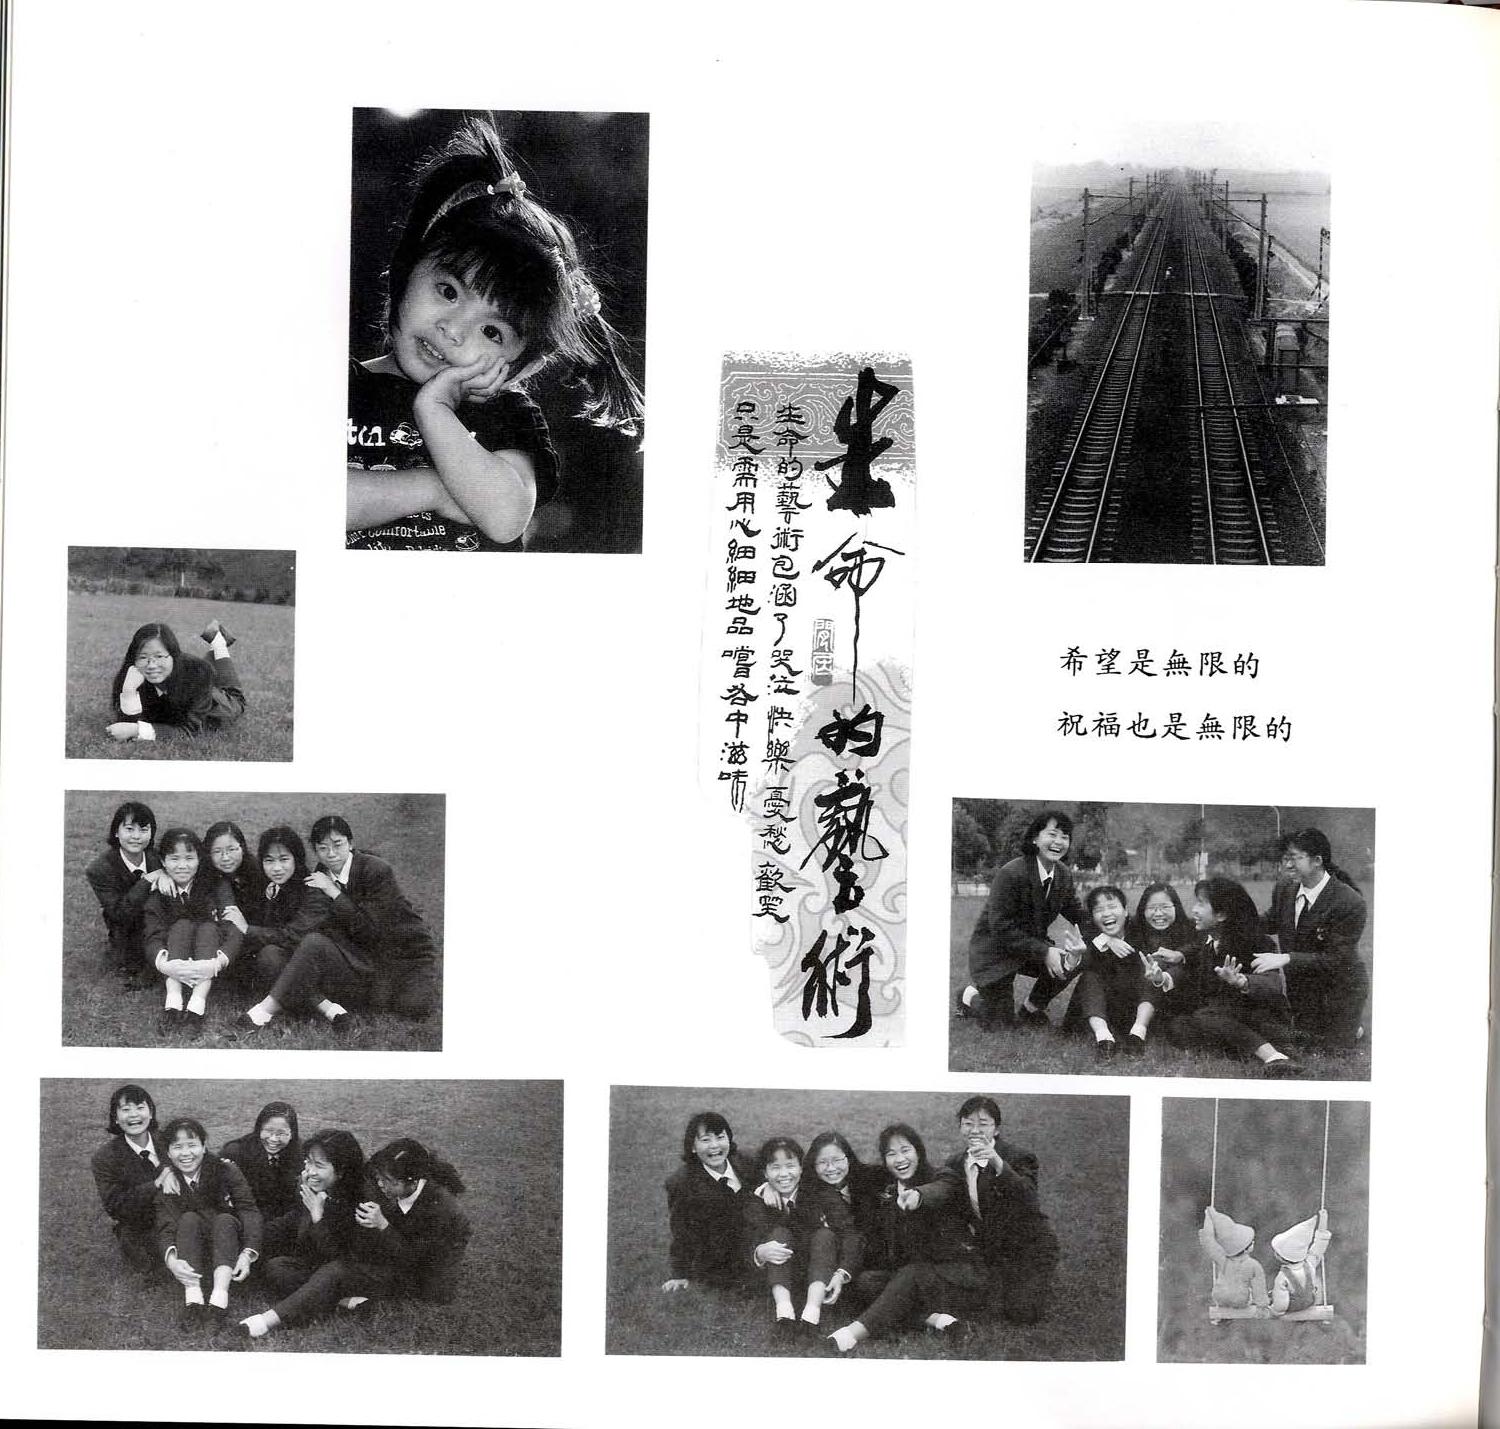 生命的藝術
生命的藝術包涵了哭泣 快樂 憂愁 歡笑
只是需用心細細地品嚐各中滋味
希望是無限的
祝福也是無限的
comfortable